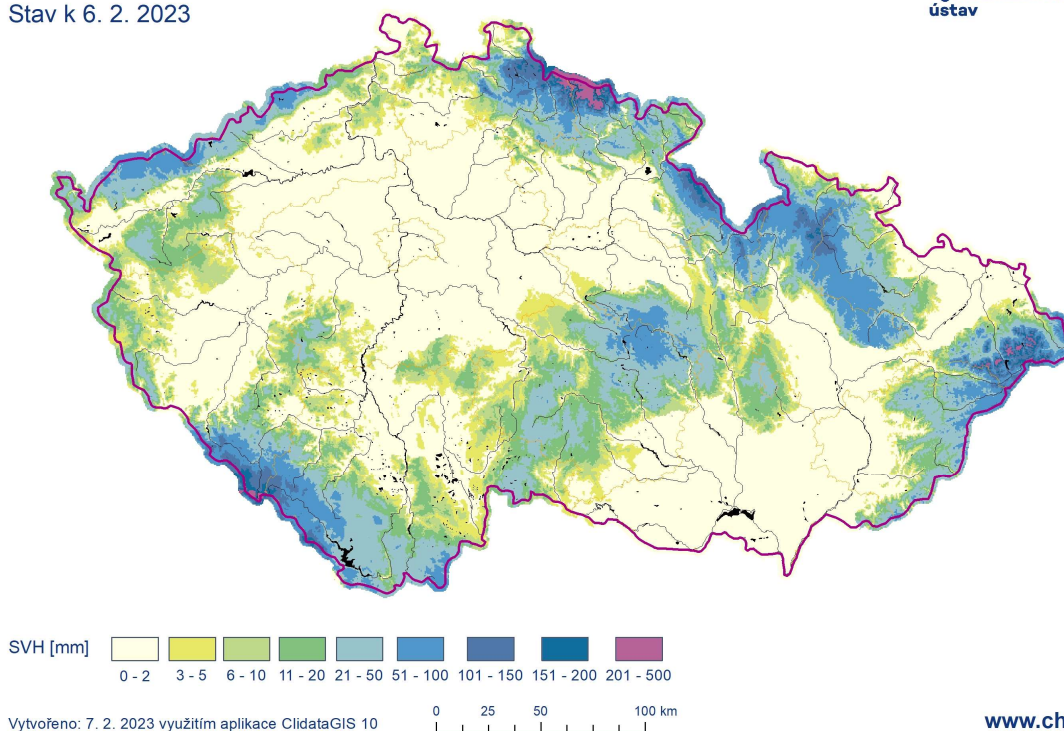 Stav k 6. 2. 2023
ústav
SVH [mm]
0 - 2 3 - 5 6 - 10 11 - 20 21 - 50 51 - 100 101 - 150 151 - 200 201 - 500
0 25 50 100 km
Vytvořeno: 7. 2. 2023 využitím aplikace ClidataGIS 10
www.ch